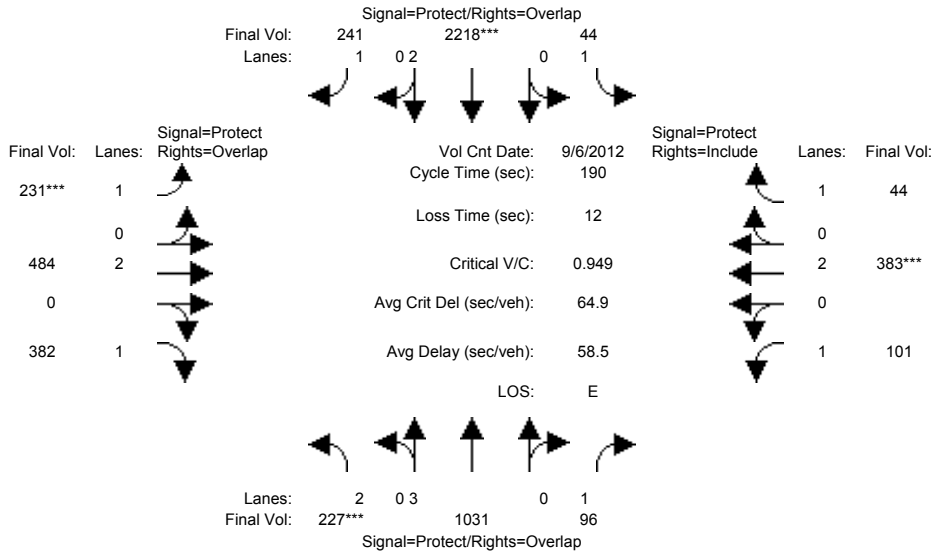 Signal=Protect/Rights=Overlap
Final Vol: 241 2218*** 44
Lanes: 1 0 2 0 1
Signal=Protect Signal=Protect
Final Vol: Lanes: Rights=Overlap Vol Cnt Date: 9/6/2012 Rights=Include Lanes: Final Vol:
Cycle Time (sec): 190
231*** 1 1 44
Loss Time (sec): 12
0 0
484 2 Critical V/C: 0.949 2 383***
0 0 Avg Crit Del (sec/veh): 64.9 0
382 1 Avg Delay (sec/veh): 58.5 1 101
LOS: E
Lanes: 2 0 3 0 1
Final Vol: 227*** 1031 96
Signal=Protect/Rights=Overlap